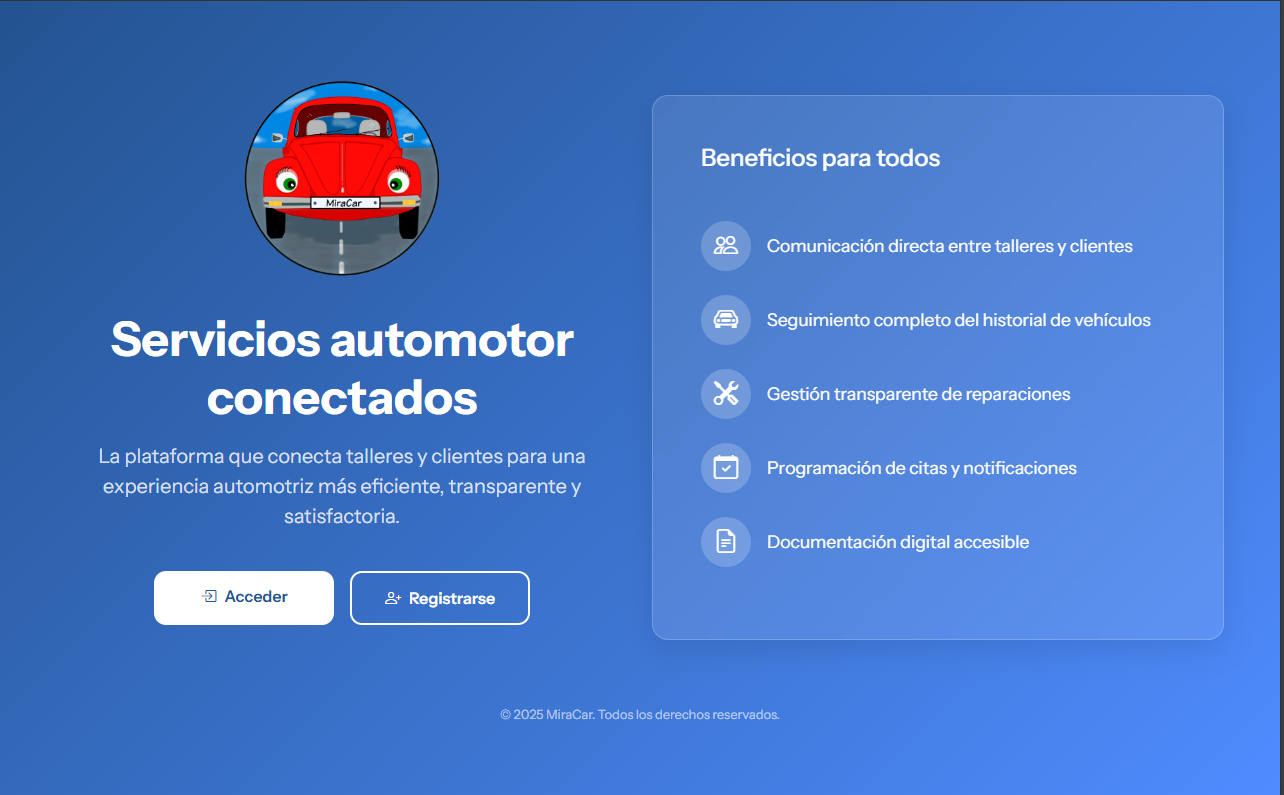 MiraCar
Servicios automotor
conectados
La plataforma que conecta talleres y clientes para una
experiencia automotriz más eficiente, transparente y
satisfactoria.
Acceder
Registrarse
Beneficios para todos
Comunicación directa entre talleres y clientes
Seguimiento completo del historial de vehículos
Gestión transparente de reparaciones
Programación de citas y notificaciones
Documentación digital accesible
© 2025 MiraCar. Todos los derechos reservados.